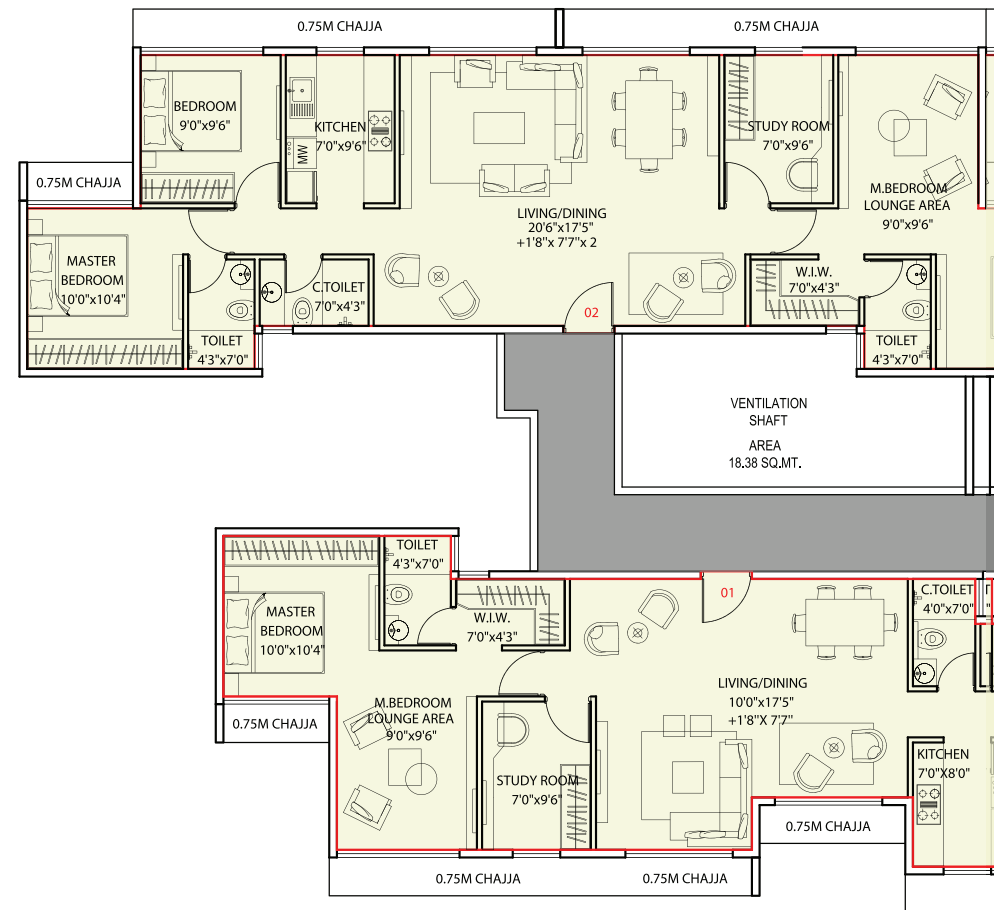 0.75M CHAJJA
0.75M CHAJJA
BEDROOM
9'0"x9'6"
KITCHEN
7'0"x9'6"
MW
STUDY ROOM
7'0"x9'6"
0.75M CHAJJA
M.BEDROOM
LOUNGE AREA
9'0"x9'6"
LIVING/DINING
20'6"x17'5"
+1'8"x 7'7"x 2
MASTER
BEDROOM
10'0"x10'4"
C.TOILET
7'0"x4'3"
W.I.W.
7'0"x4'3"
02
TOILET
4'3"x7'0"
TOILET
4'3"x7'0"
VENTILATION
SHAFT
AREA
18.38 SQ.MT.
TOILET
4'3"x7'0"
01
C.TOILET
4'0"x7'0"
MASTER
BEDROOM
10'0"x10'4"
W.I.W.
7'0"x4'3"
LIVING/DINING
10'0"x17'5"
+1'8"X 7'7"
M.BEDROOM
LOUNGE AREA
9'0"x9'6"
0.75M CHAJJA
KITCHEN
7'0"X8'0"
STUDY ROOM
7'0"x9'6"
0.75M CHAJJA
0.75M CHAJJA
0.75M CHAJJA